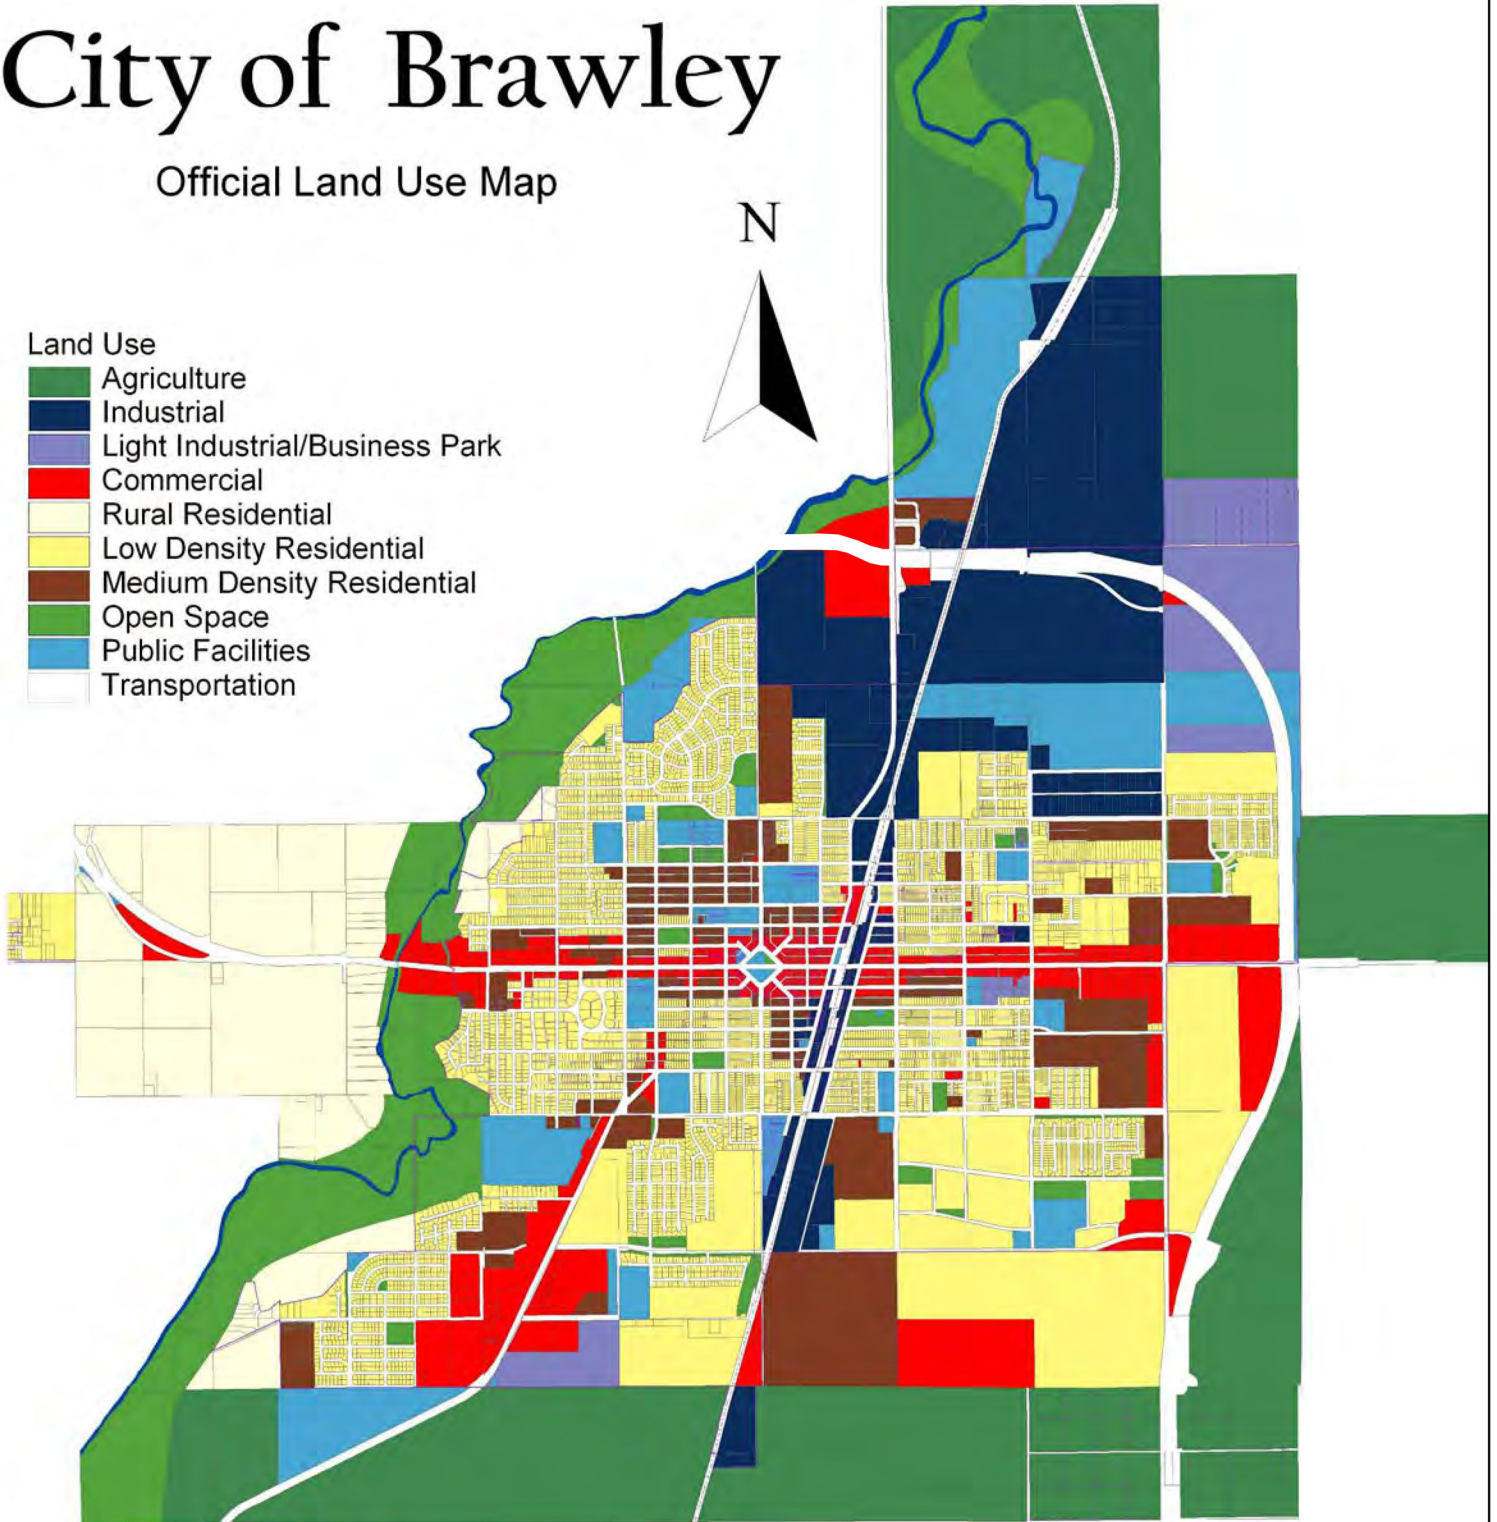 City of Brawley
Official Land Use Map
N
Land Use
Agriculture
Industrial
Light Industrial/Business Park
Commercial
Rural Residential
Low Density Residential
Medium Density Residential
Open Space
Public Facilities
Transportation